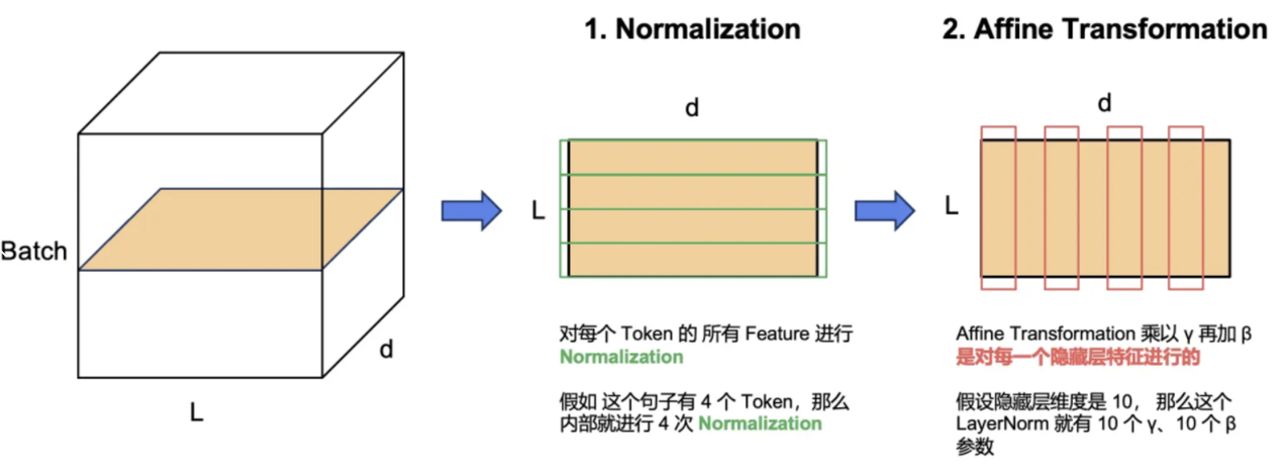 1. Normalization
2. Affine Transformation
d
d
L
L
Batch
d
L
对每个 Token 的 所有 Feature 进行
Normalization
假如 这个句子有 4 个 Token，那么
内部就进行 4 次 Normalization
Affine Transformation 乘以 γ 再加 β
是对每一个隐藏层特征进行的
假设隐藏层维度是 10， 那么这个
LayerNorm 就有 10 个 γ、10 个 β
参数